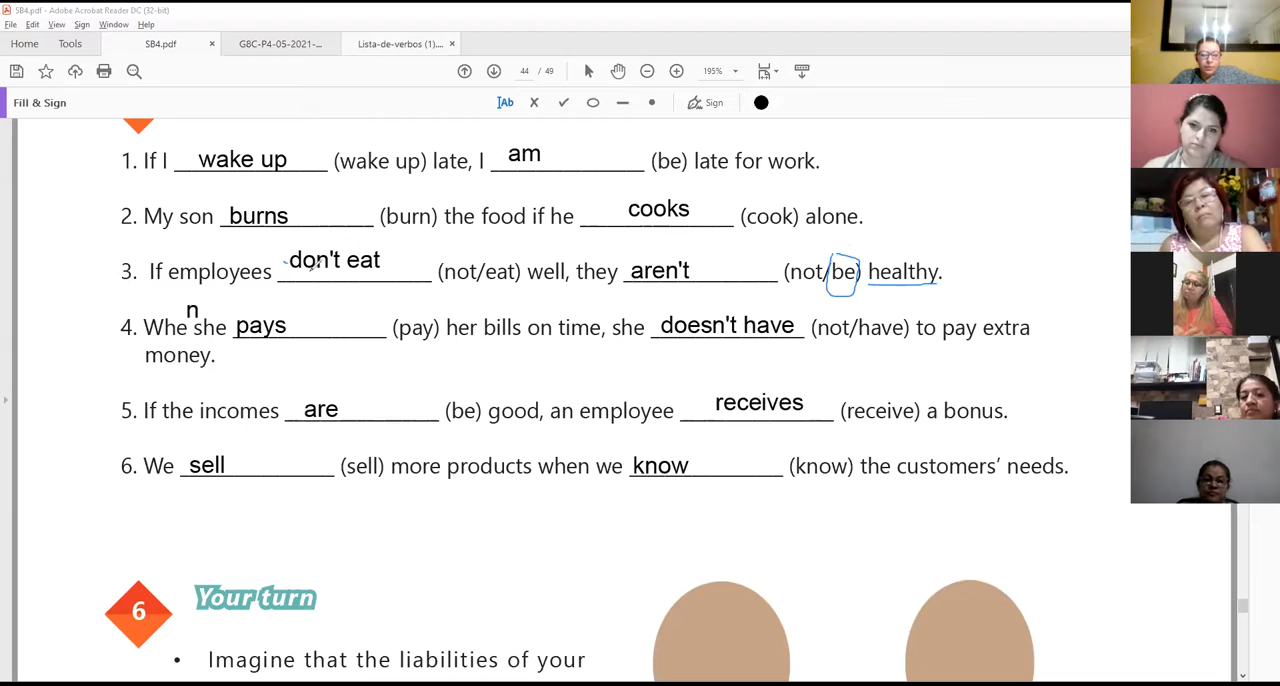 SB4.pdf - Adobe Acrobat Reader DC (32-bit)
File Edit View Sign Window Help
Home Tools SB4.pdf × G8C-P4-05-2021-... Lista-de-verbos (1).... ×
44 / 49 195%
Fill & Sign Ab Sign
1. If I wake up (wake up) late, I am (be) late for work.
2. My son burns (burn) the food if he cooks (cook) alone.
3. If employees don't eat (not/eat) well, they aren't (not/be) healthy.
n
4. Whe she pays (pay) her bills on time, she doesn't have (not/have) to pay extra
money.
5. If the incomes are (be) good, an employee receives (receive) a bonus.
6. We sell (sell) more products when we know (know) the customers' needs.
6 Your turn
• Imagine that the liabilities of your